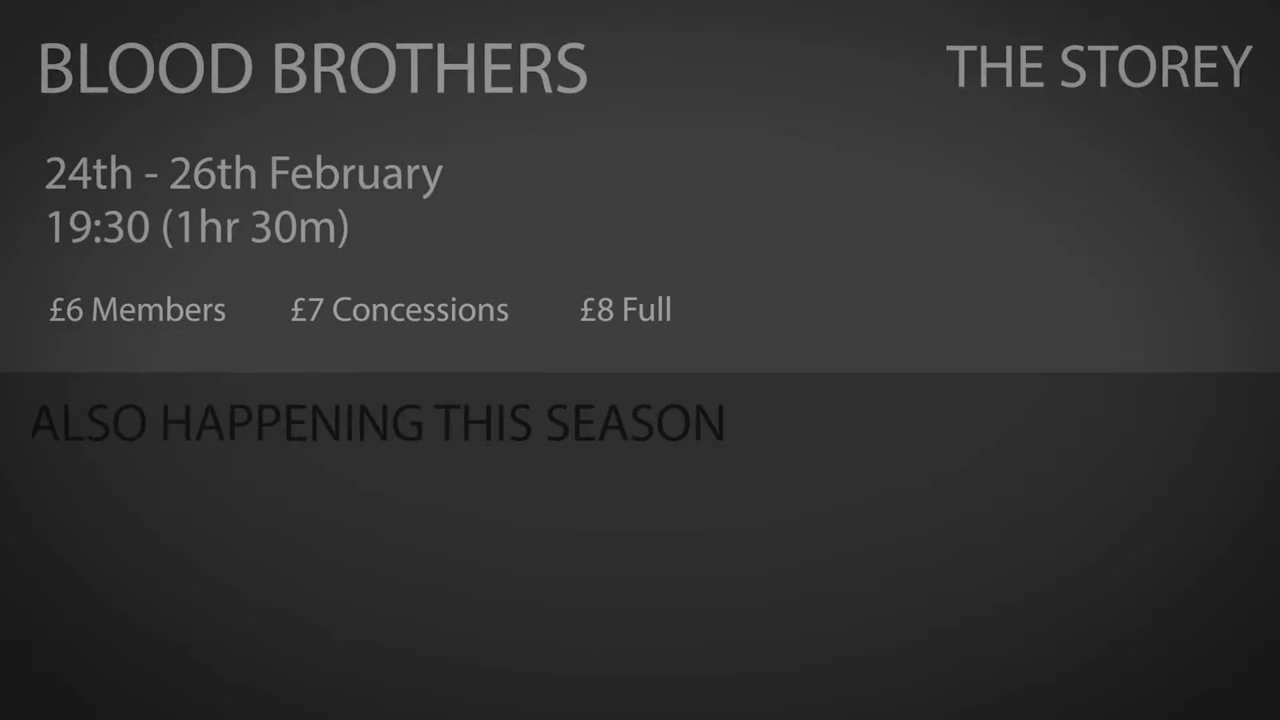 BLOOD BROTHERS
THE STOREY
24th - 26th February
19:30 (1hr 30m)
£6 Members £7 Concessions £8 Full
ALSO HAPPENING THIS SEASON